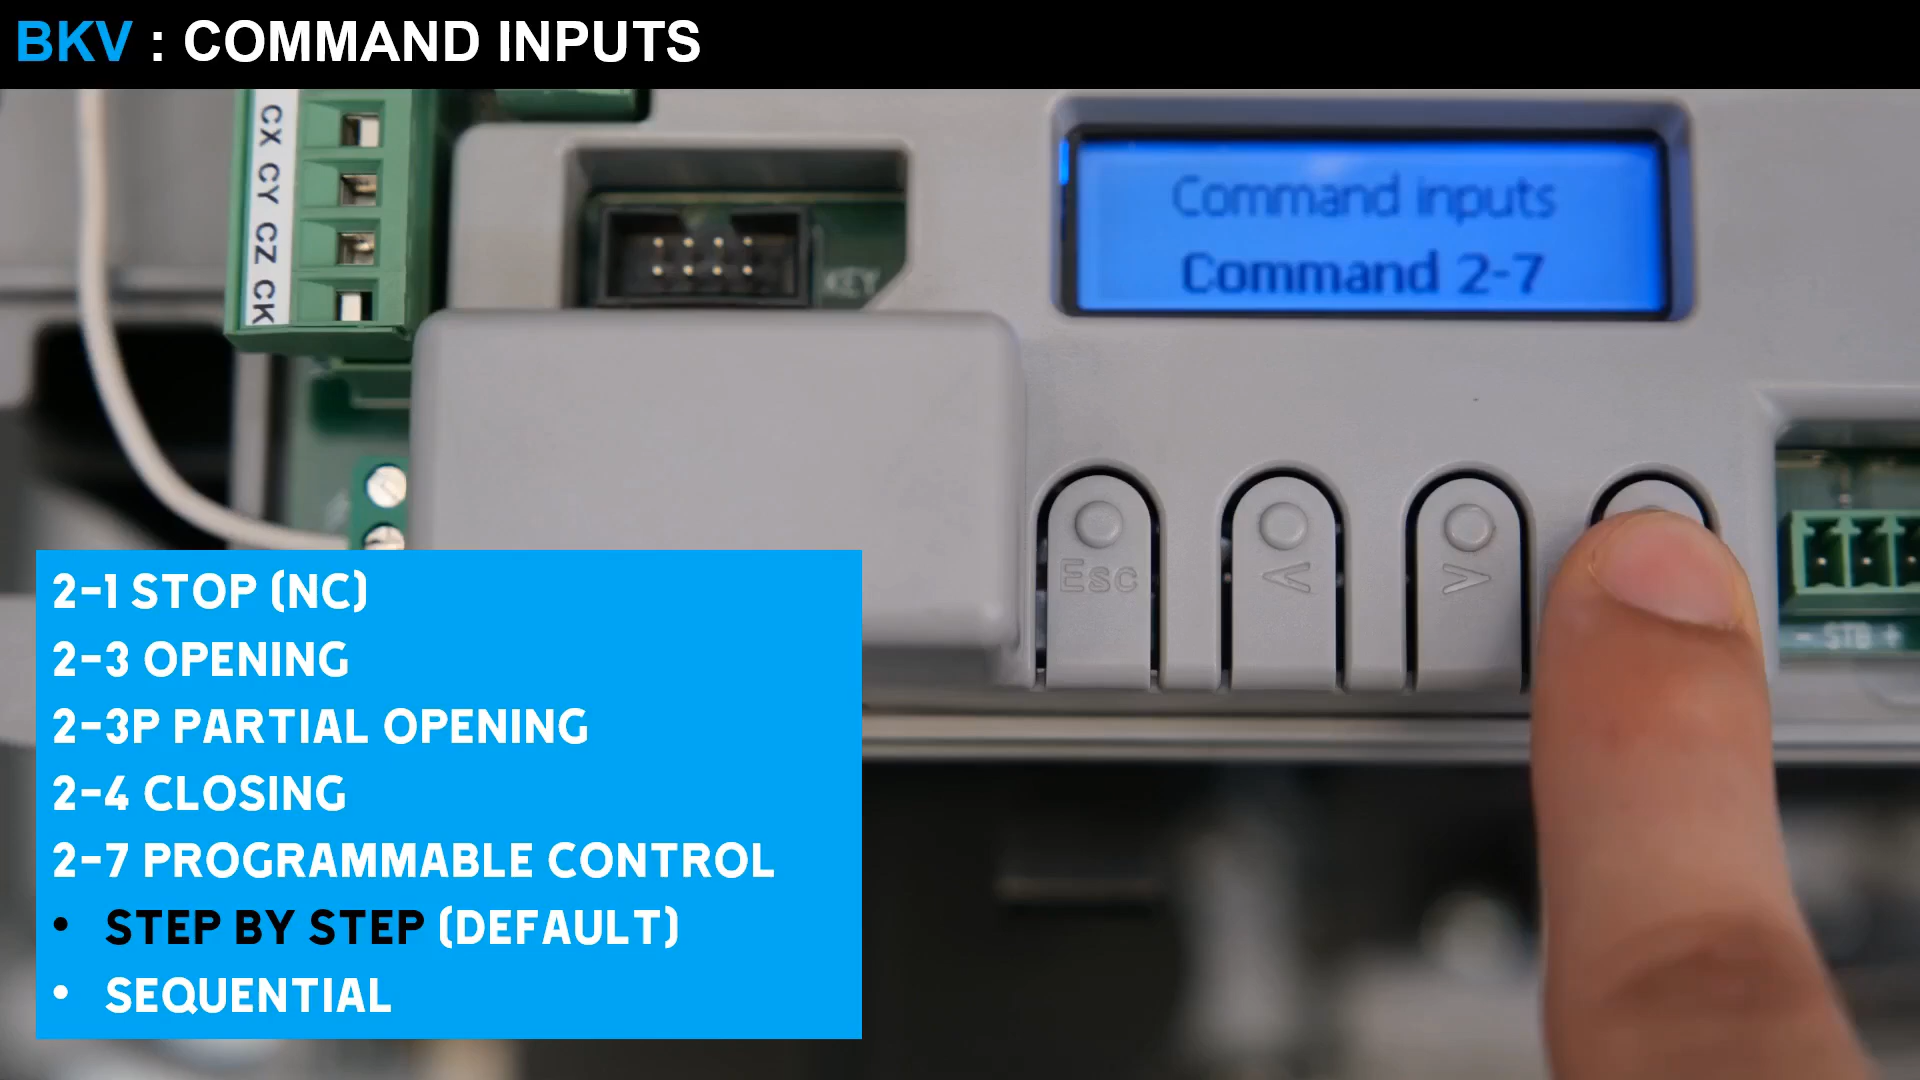 BKV : COMMAND INPUTS
CX CY CZ CK
KEY
Command inputs
Command 2-7
Esc
< >
- STB +
2-1 STOP (NC)
2-3 OPENING
2-3P PARTIAL OPENING
2-4 CLOSING
2-7 PROGRAMMABLE CONTROL
• STEP BY STEP (DEFAULT)
• SEQUENTIAL